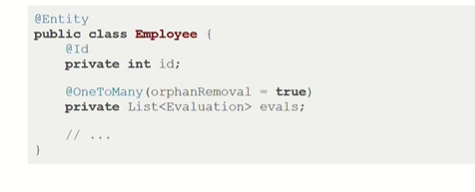 @Entity
public class Employee {
@Id
private int id;
@OneToMany(orphanRemoval = true)
private List<Evaluation> evals;
// ...
}